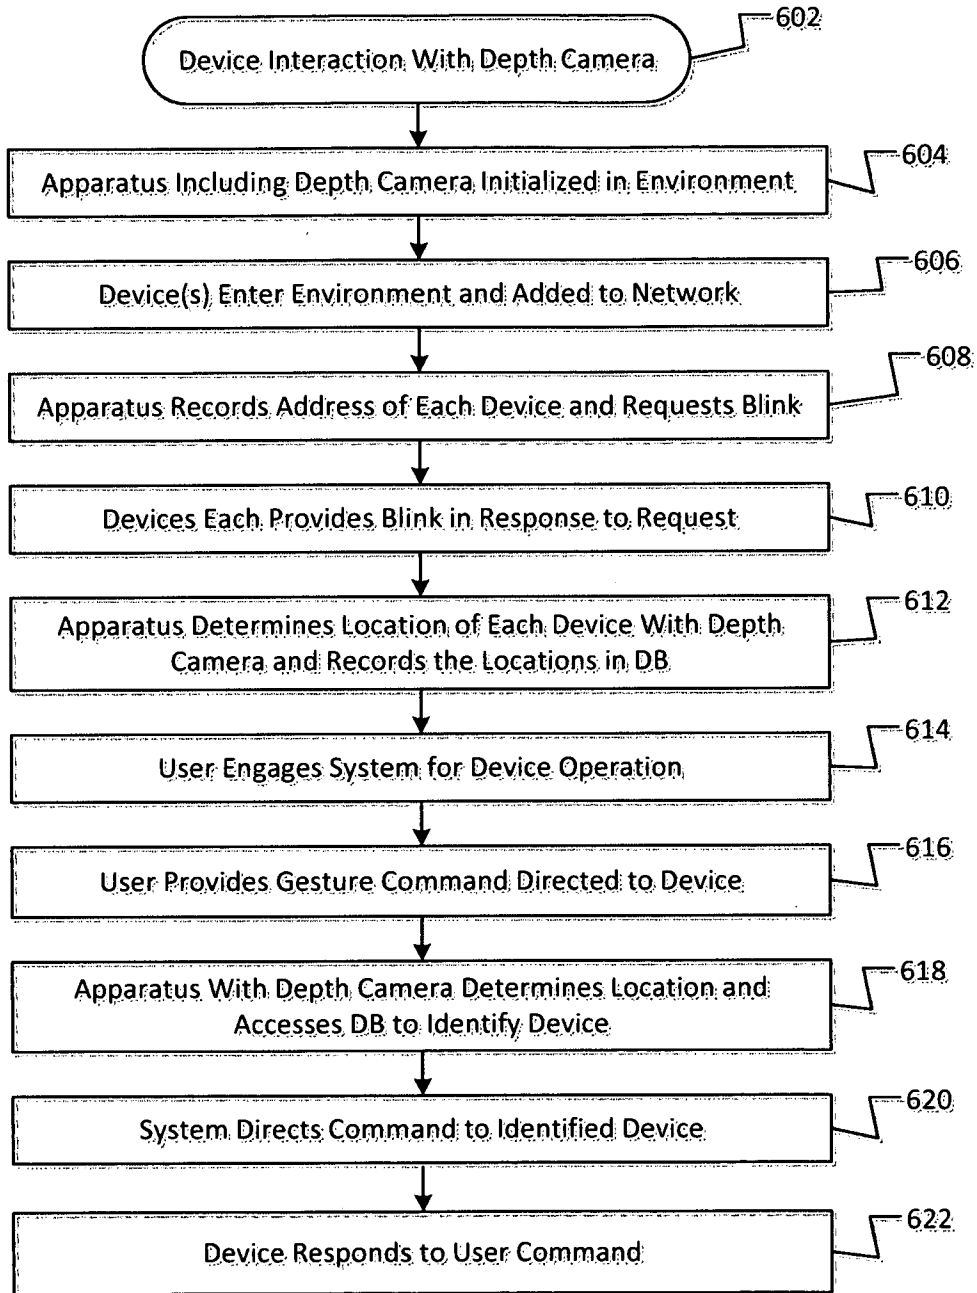 602
Device Interaction With Depth Camera
604
Apparatus Including Depth Camera Initialized in Environment
606
Device(s) Enter Environment and Added to Network
608
Apparatus Records Address of Each Device and Requests Blink
610
Devices Each Provides Blink in Response to Request
612
Apparatus Determines Location of Each Device With Depth
Camera and Records the Locations in DB
614
User Engages System for Device Operation
616
User Provides Gesture Command Directed to Device
618
Apparatus With Depth Camera Determines Location and
Accesses DB to Identify Device
620
System Directs Command to Identified Device
622
Device Responds to User Command